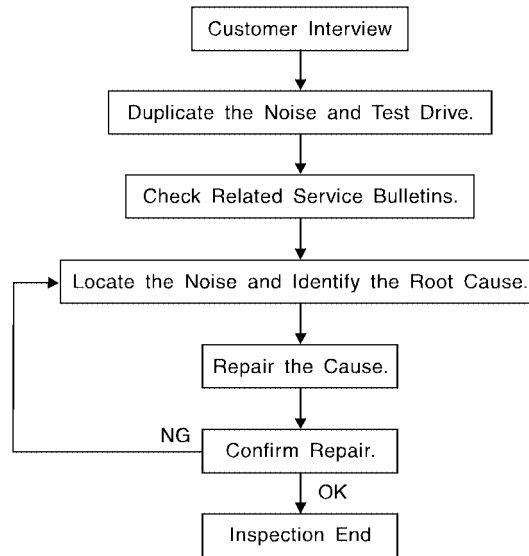 Customer Interview
Duplicate the Noise and Test Drive.
Check Related Service Bulletins.
Locate the Noise and Identify the Root Cause.
Repair the Cause.
NG
Confirm Repair.
OK
Inspection End